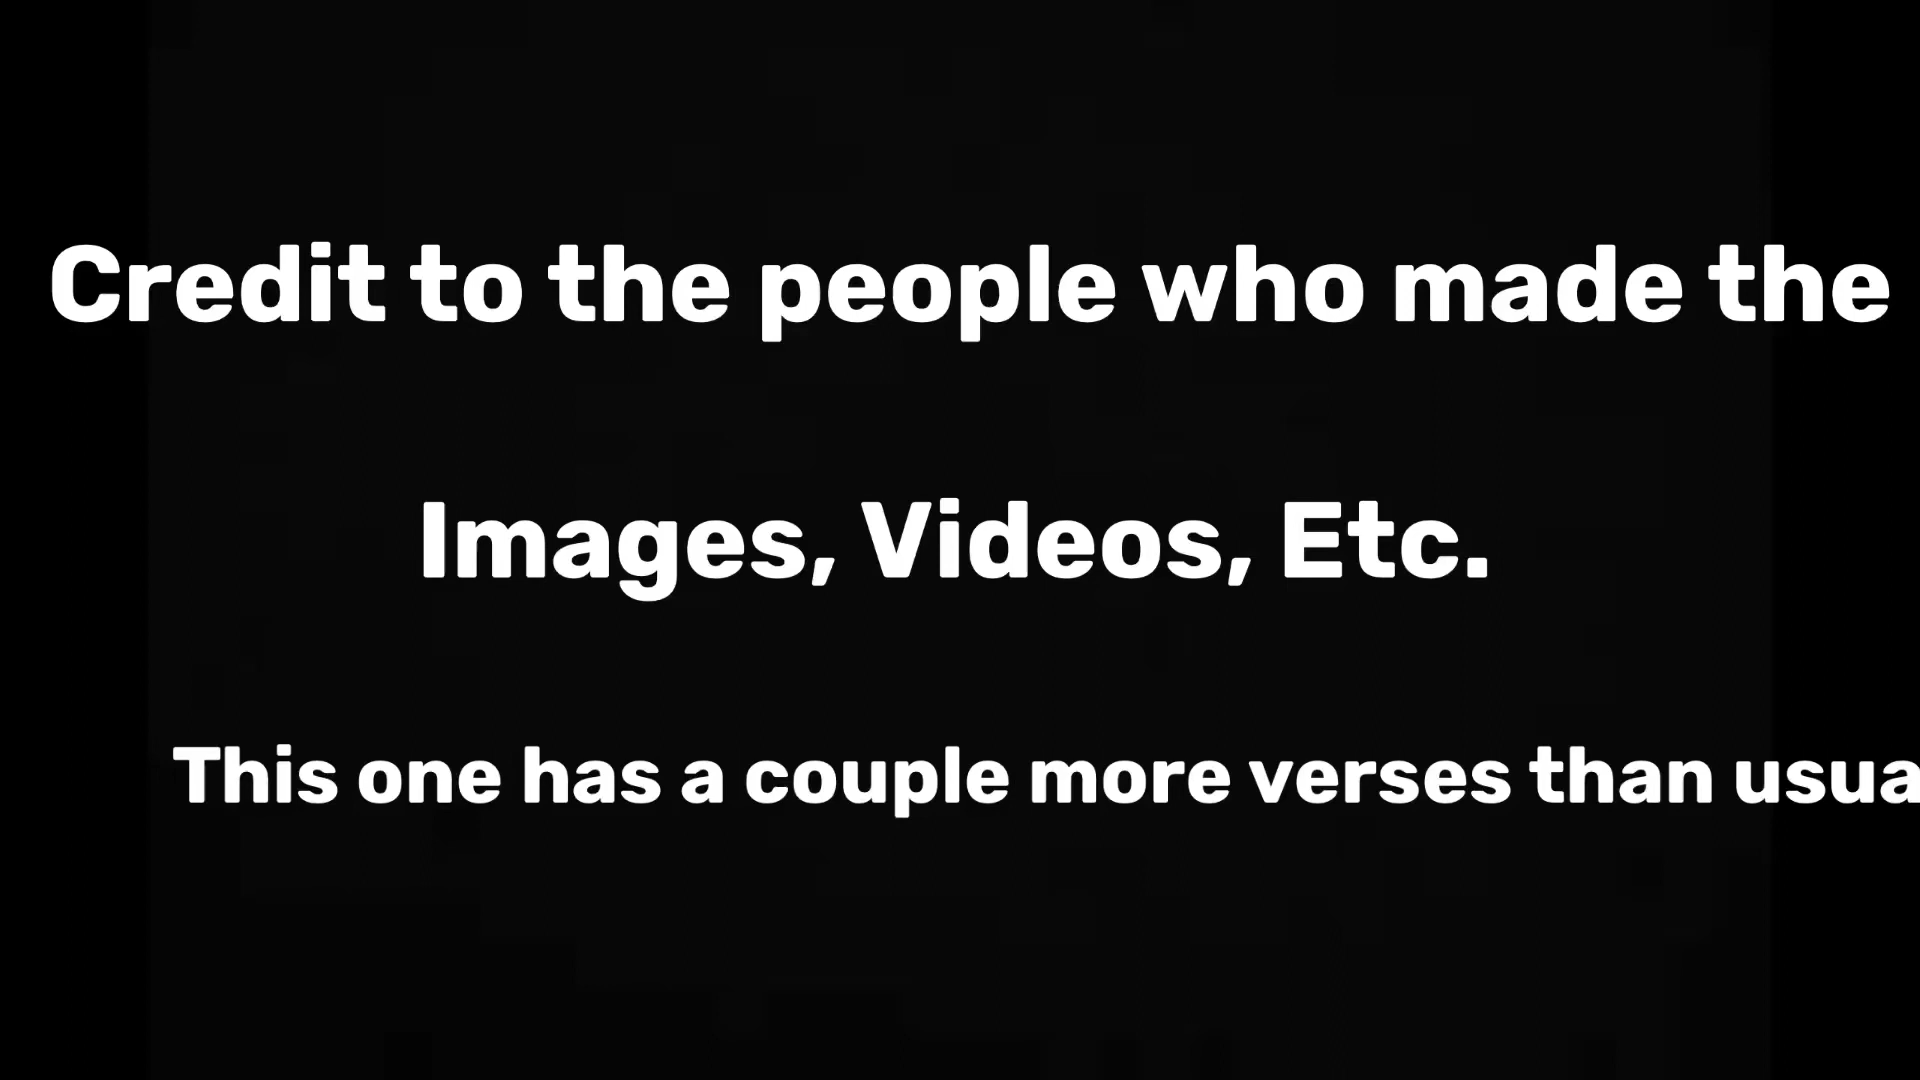 Credit to the people who made the
Images, Videos, Etc.
This one has a couple more verses than usua